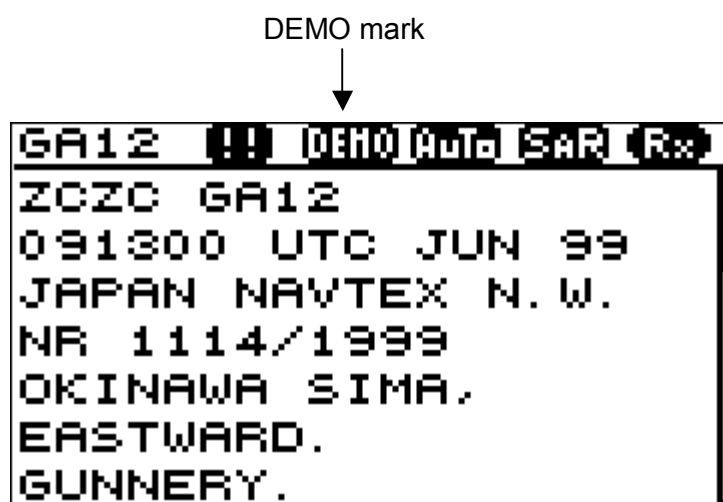 DEMO mark
GA12 !! DEMO AuTo SAR Rx
ZCZC GA12
091300 UTC JUN 99
JAPAN NAVTEX N.W.
NR 1114/1999
OKINAWA SIMA,
EASTWARD.
GUNNERY.